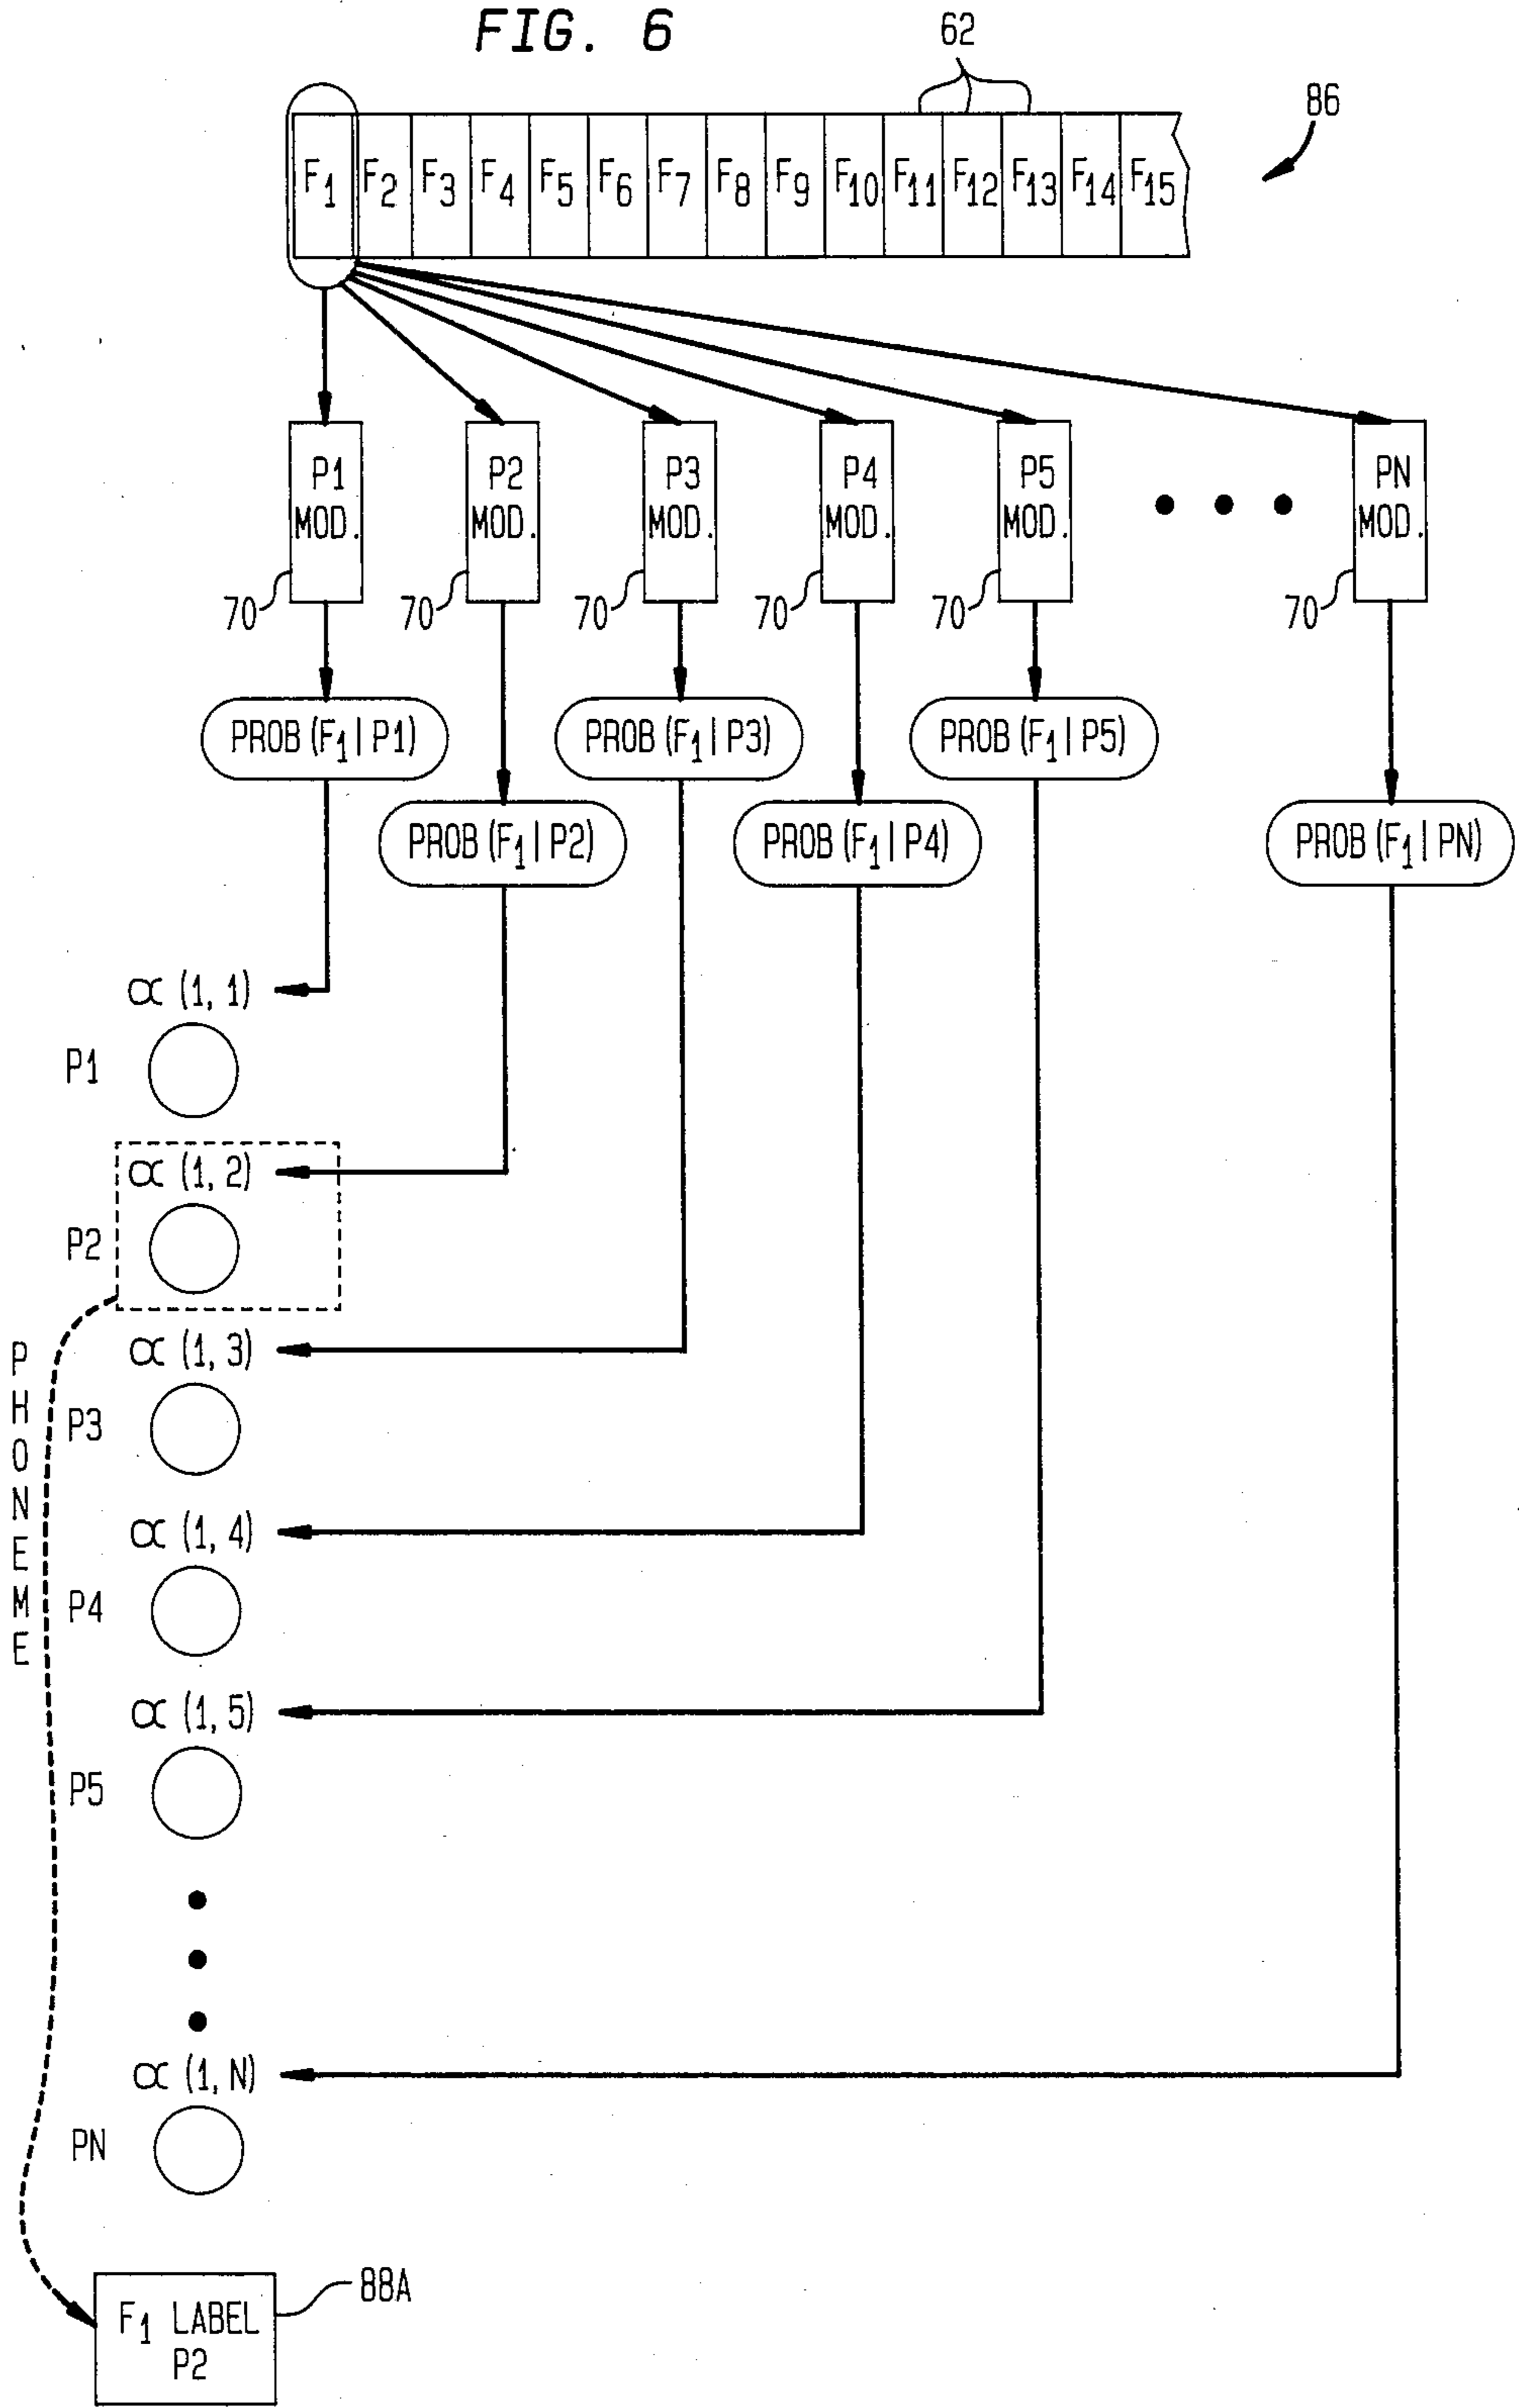 FIG. 6
62
86
F1 F2 F3 F4 F5 F6 F7 F8 F9 F10 F11 F12 F13 F14 F15
P1 MOD.
P2 MOD.
P3 MOD.
P4 MOD.
P5 MOD.
PN MOD.
70 70 70 70 70 70
PROB (F1 | P1)
PROB (F1 | P3)
PROB (F1 | P5)
PROB (F1 | P2)
PROB (F1 | P4)
PROB (F1 | PN)
α (1, 1)
P1
α (1, 2)
P2
α (1, 3)
P3
α (1, 4)
P4
α (1, 5)
P5
α (1, N)
PN
PHONEME
88A
F1 LABEL
P2